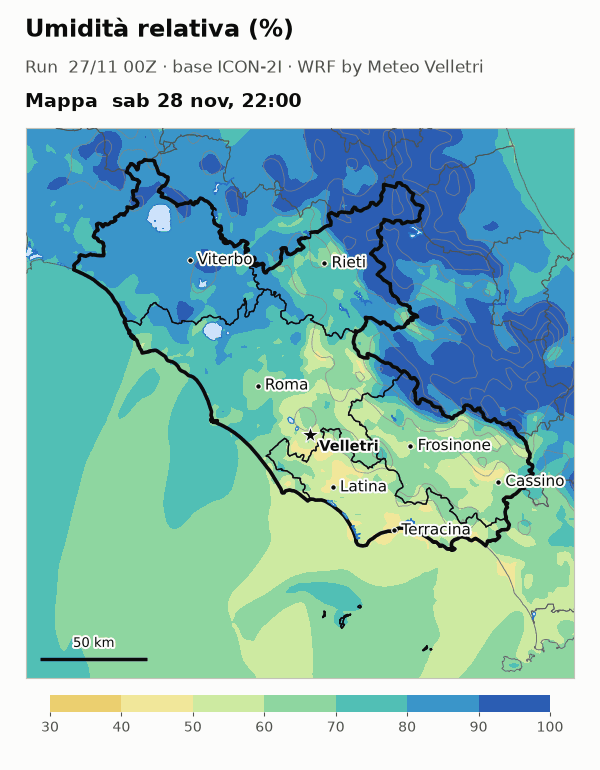 Umidità relativa (%)
Run  27/11 00Z · base ICON-2I · WRF by Meteo Velletri
Mappa  sab 28 nov, 22:00
Viterbo
Rieti
Roma
Velletri
Frosinone
Cassino
Latina
Terracina
50 km
30 40 50 60 70 80 90 100